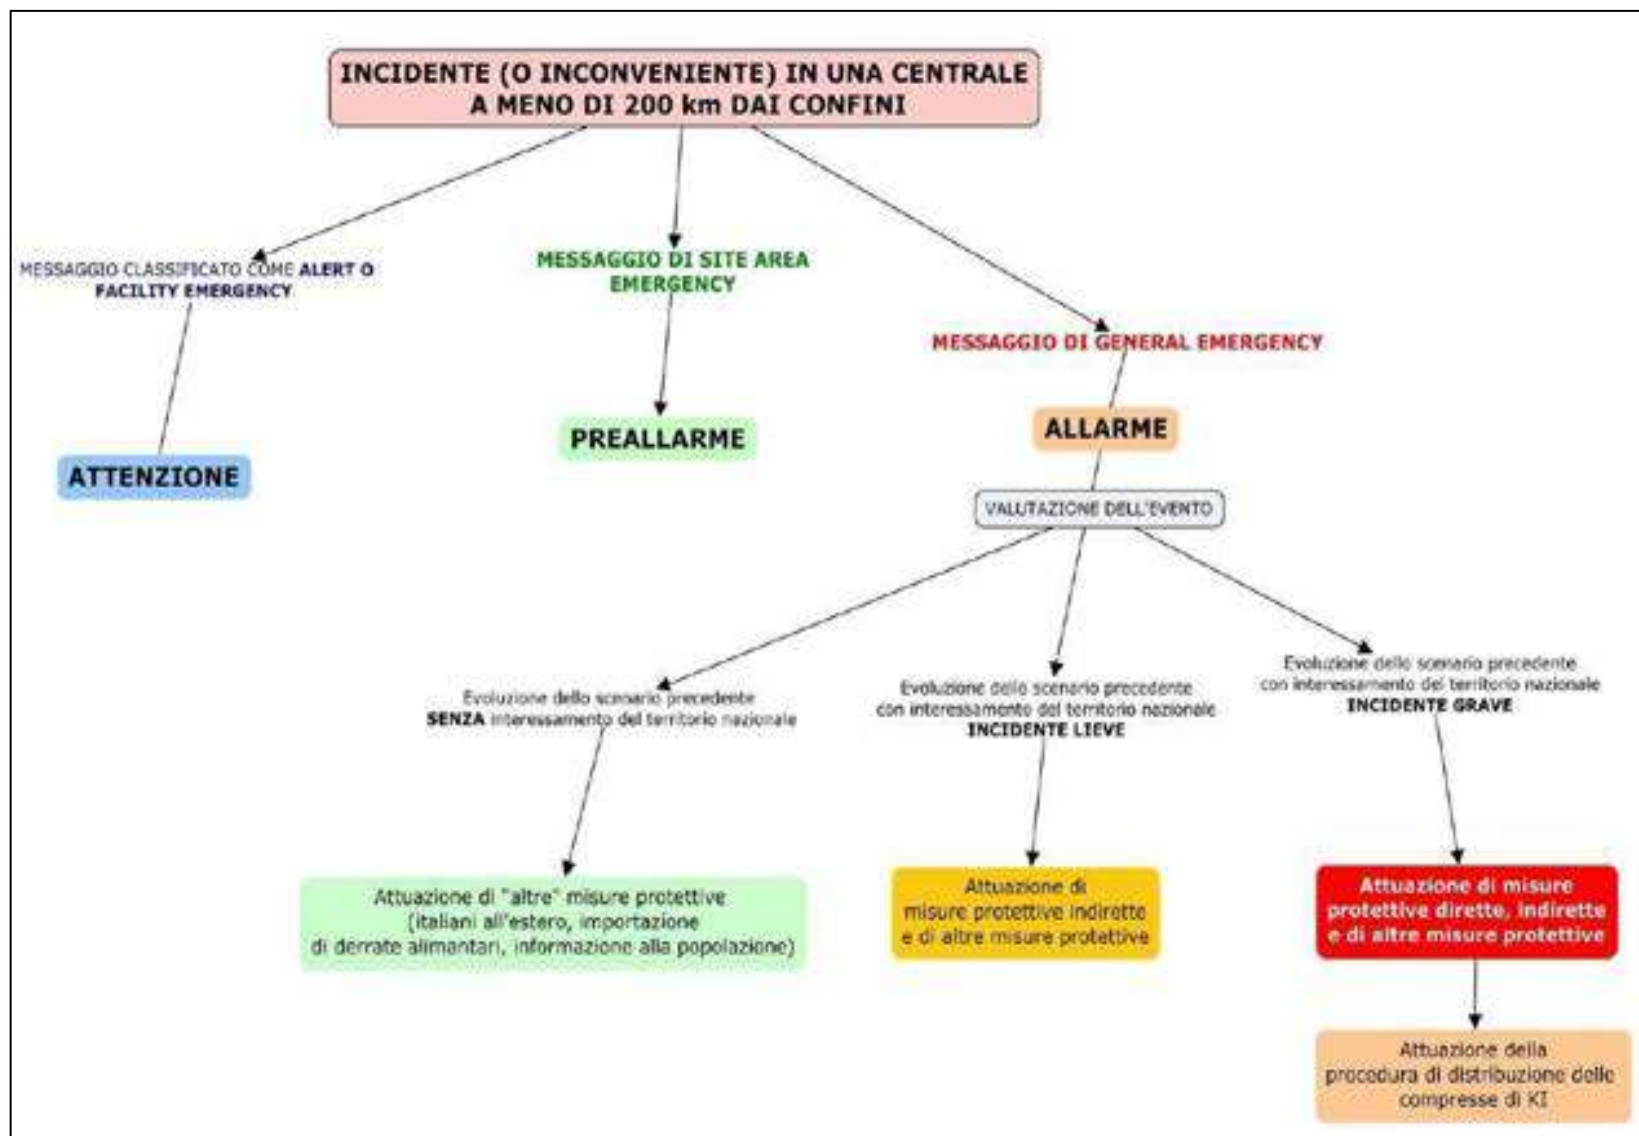 INCIDENTE (O INCONVENIENTE) IN UNA CENTRALE
A MENO DI 200 km DAI CONFINI
MESSAGGIO CLASSIFICATO COME ALERT O
FACILITY EMERGENCY
MESSAGGIO DI SITE AREA
EMERGENCY
MESSAGGIO DI GENERAL EMERGENCY
ATTENZIONE
PREALLARME
ALLARME
VALUTAZIONE DELL'EVENTO
Evoluzione dello scenario precedente
SENZA interessamento del territorio nazionale
Evoluzione dello scenario precedente
con interessamento del territorio nazionale
INCIDENTE LIEVE
Evoluzione dello scenario precedente
con interessamento del territorio nazionale
INCIDENTE GRAVE
Attuazione di "altre" misure protettive
(italiani all'estero, importazione
di derrate alimentari, informazione alla popolazione)
Attuazione di
misure protettive indirette
e di altre misure protettive
Attuazione di misure
protettive dirette, indirette
e di altre misure protettive
Attuazione della
procedura di distribuzione delle
compresse di KI